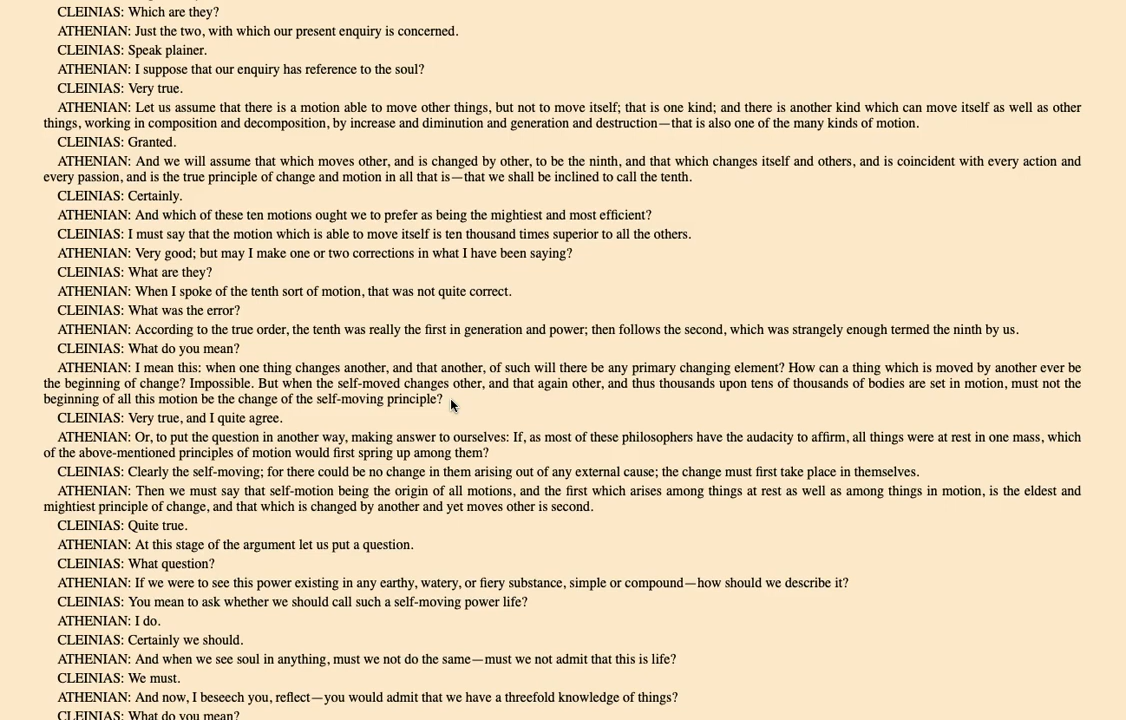 CLEINIAS: Which are they?
ATHENIAN: Just the two, with which our present enquiry is concerned.
CLEINIAS: Speak plainer.
ATHENIAN: I suppose that our enquiry has reference to the soul?
CLEINIAS: Very true.
ATHENIAN: Let us assume that there is a motion able to move other things, but not to move itself; that is one kind; and there is another kind which can move itself as well as other
things, working in composition and decomposition, by increase and diminution and generation and destruction—that is also one of the many kinds of motion.
CLEINIAS: Granted.
ATHENIAN: And we will assume that which moves other, and is changed by other, to be the ninth, and that which changes itself and others, and is coincident with every action and
every passion, and is the true principle of change and motion in all that is—that we shall be inclined to call the tenth.
CLEINIAS: Certainly.
ATHENIAN: And which of these ten motions ought we to prefer as being the mightiest and most efficient?
CLEINIAS: I must say that the motion which is able to move itself is ten thousand times superior to all the others.
ATHENIAN: Very good; but may I make one or two corrections in what I have been saying?
CLEINIAS: What are they?
ATHENIAN: When I spoke of the tenth sort of motion, that was not quite correct.
CLEINIAS: What was the error?
ATHENIAN: According to the true order, the tenth was really the first in generation and power; then follows the second, which was strangely enough termed the ninth by us.
CLEINIAS: What do you mean?
ATHENIAN: I mean this: when one thing changes another, and that another, of such will there be any primary changing element? How can a thing which is moved by another ever be
the beginning of change? Impossible. But when the self-moved changes other, and that again other, and thus thousands upon tens of thousands of bodies are set in motion, must not the
beginning of all this motion be the change of the self-moving principle?
CLEINIAS: Very true, and I quite agree.
ATHENIAN: Or, to put the question in another way, making answer to ourselves: If, as most of these philosophers have the audacity to affirm, all things were at rest in one mass, which
of the above-mentioned principles of motion would first spring up among them?
CLEINIAS: Clearly the self-moving; for there could be no change in them arising out of any external cause; the change must first take place in themselves.
ATHENIAN: Then we must say that self-motion being the origin of all motions, and the first which arises among things at rest as well as among things in motion, is the eldest and
mightiest principle of change, and that which is changed by another and yet moves other is second.
CLEINIAS: Quite true.
ATHENIAN: At this stage of the argument let us put a question.
CLEINIAS: What question?
ATHENIAN: If we were to see this power existing in any earthy, watery, or fiery substance, simple or compound—how should we describe it?
CLEINIAS: You mean to ask whether we should call such a self-moving power life?
ATHENIAN: I do.
CLEINIAS: Certainly we should.
ATHENIAN: And when we see soul in anything, must we not do the same—must we not admit that this is life?
CLEINIAS: We must.
ATHENIAN: And now, I beseech you, reflect—you would admit that we have a threefold knowledge of things?
CLEINIAS: What do you mean?